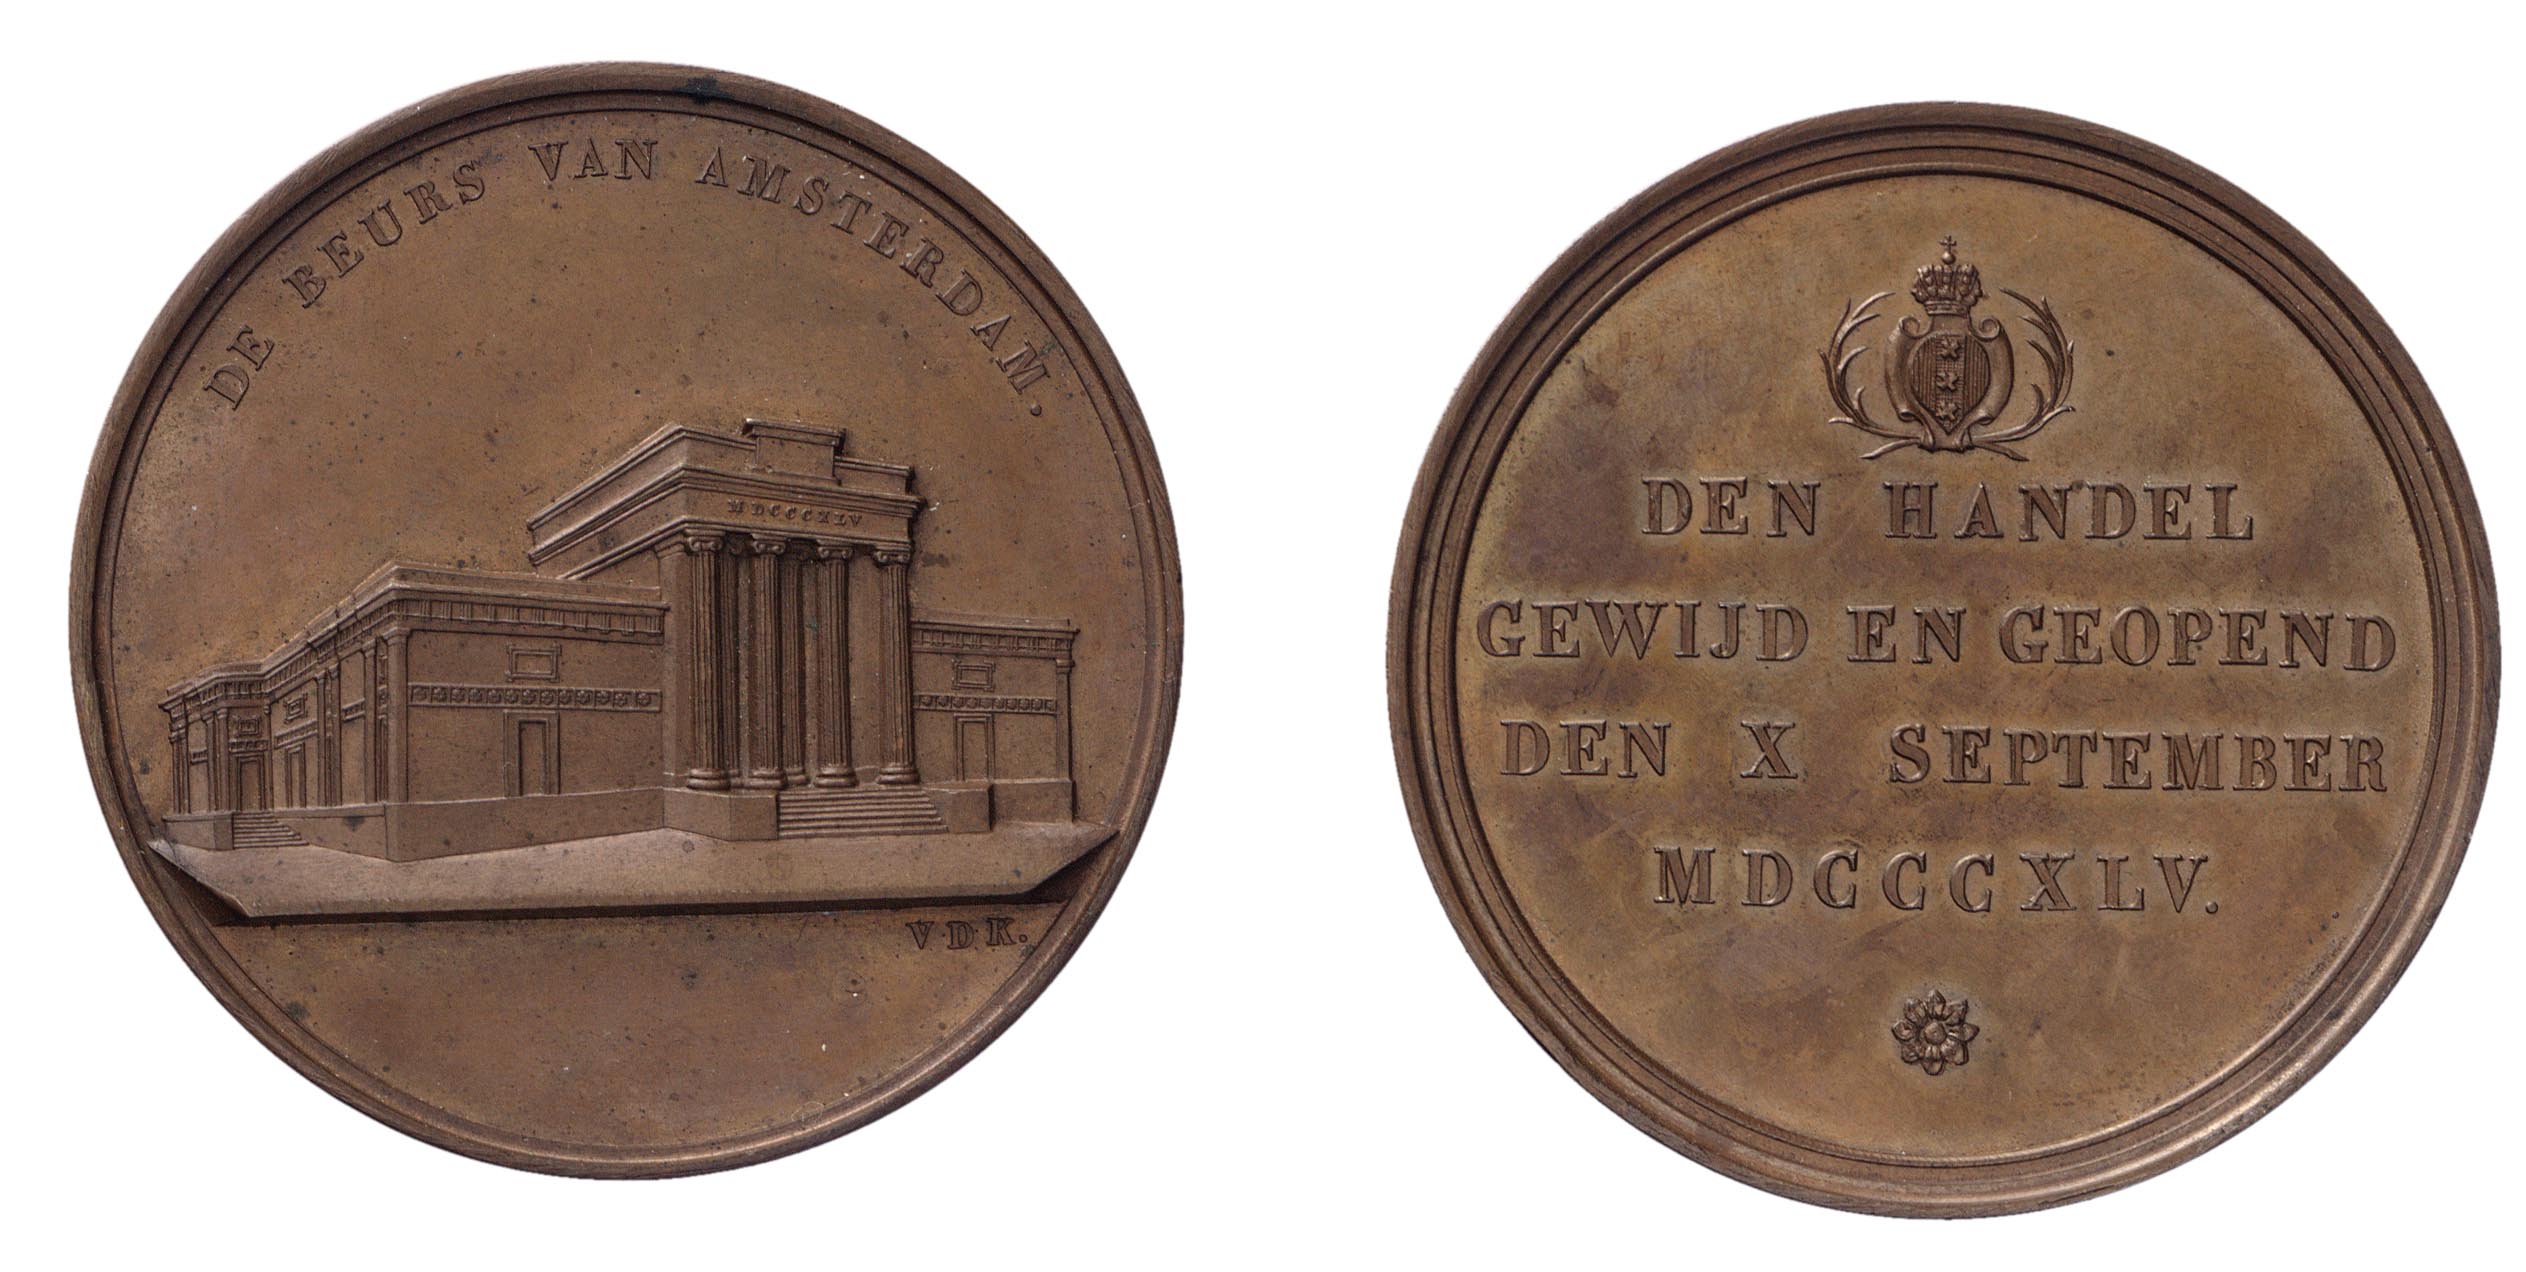 DE BEURS VAN AMSTERDAM.
MDCCCXLV
V.D.K.
DEN HANDEL
GEWIJD EN GEOPEND
DEN X SEPTEMBER
MDCCCXLV.